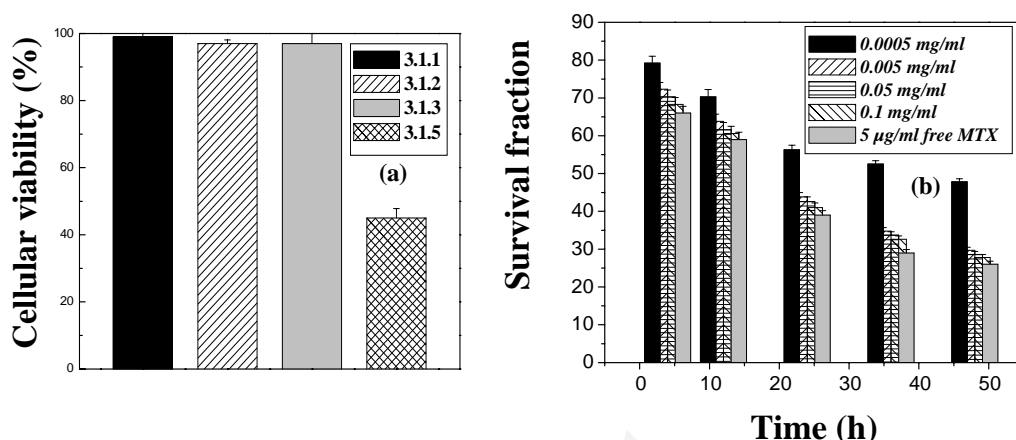 Cellular viability (%)
100
80
60
40
20
0
3.1.1
3.1.2
3.1.3
3.1.5
(a)
Survival fraction
90
80
70
60
50
40
30
20
10
0
0.0005 mg/ml
0.005 mg/ml
0.05 mg/ml
0.1 mg/ml
5 µg/ml free MTX
(b)
0 10 20 30 40 50
Time (h)